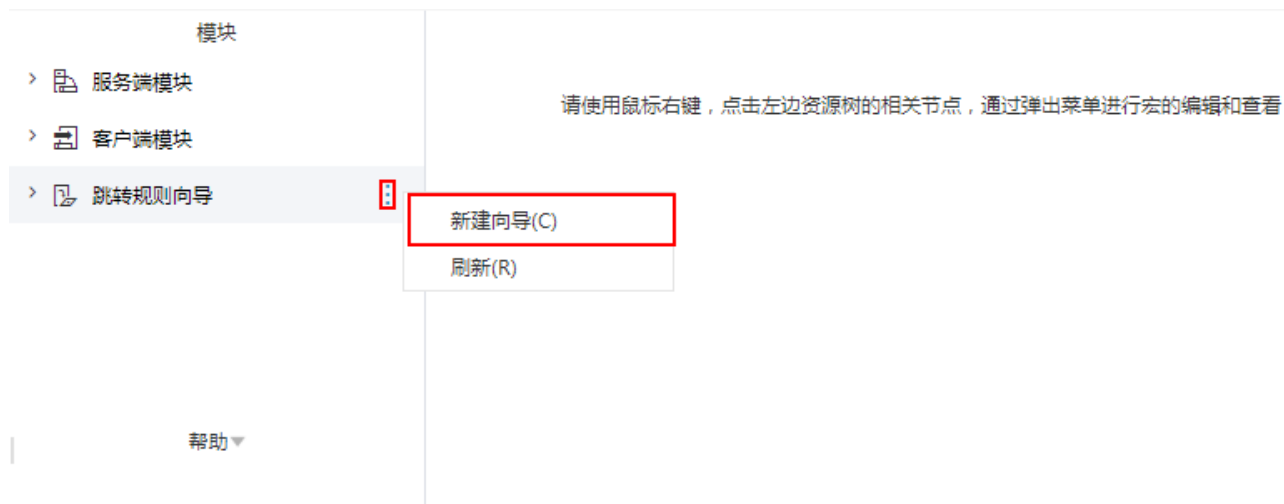 模块
服务端模块
客户端模块
跳转规则向导
新建向导(C)
刷新(R)
帮助
请使用鼠标右键，点击左边资源树的相关节点，通过弹出菜单进行宏的编辑和查看